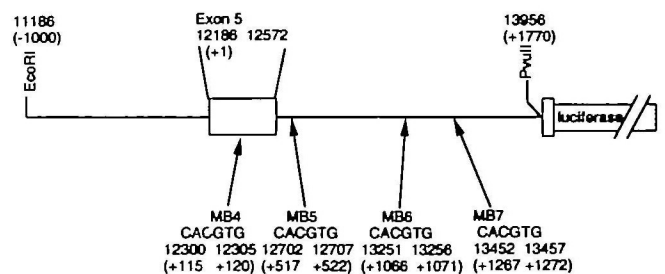 11186
(-1000)
EcoRI
Exon 5
12186 12572
(+1)
13956
(+1770)
PvuII
luciferase
MB4
CACGTG
12300 12305
(+115 +120)
MB5
CACGTG
12702 12707
(+517 +522)
MB6
CACGTG
13251 13256
(+1066 +1071)
MB7
CACGTG
13452 13457
(+1267 +1272)